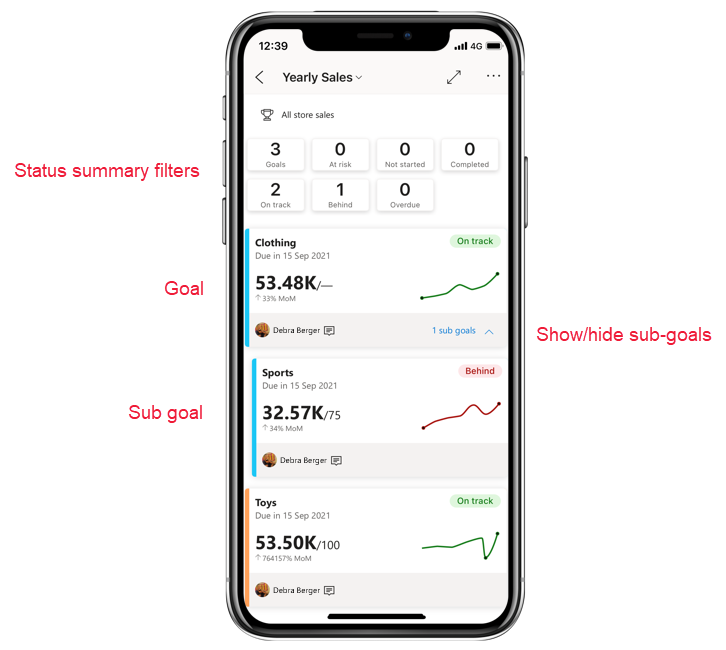 12:39
4G
Yearly Sales
All store sales
3
Goals
0
At risk
0
Not started
0
Completed
2
On track
1
Behind
0
Overdue
Status summary filters
Clothing
On track
Due in 15 Sep 2021
53.48K/—
↑ 33% MoM
Goal
Debra Berger
1 sub goals
Show/hide sub-goals
Sports
Behind
Due in 15 Sep 2021
32.57K/75
↑ 34% MoM
Sub goal
Debra Berger
Toys
On track
Due in 15 Sep 2021
53.50K/100
↑ 764157% MoM
Debra Berger